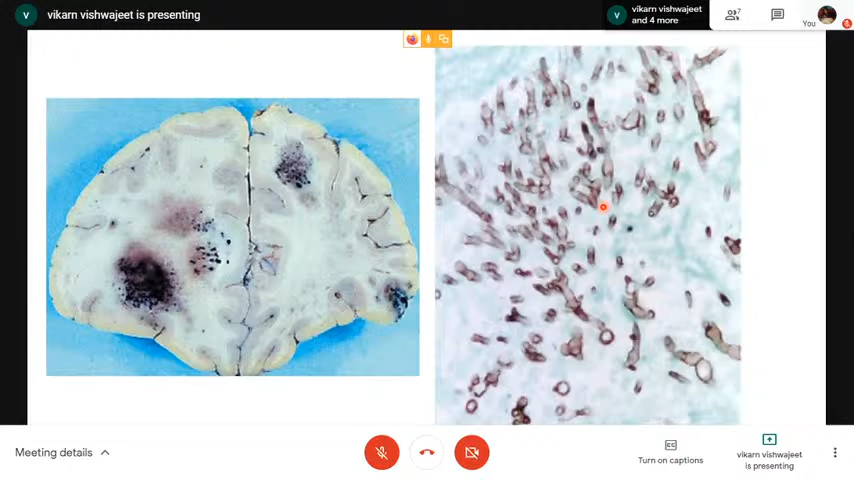 V
vikarn vishwajeet is presenting
V
vikarn vishwajeet
and 4 more
7
You
Meeting details
Turn on captions
vikarn vishwajeet
is presenting